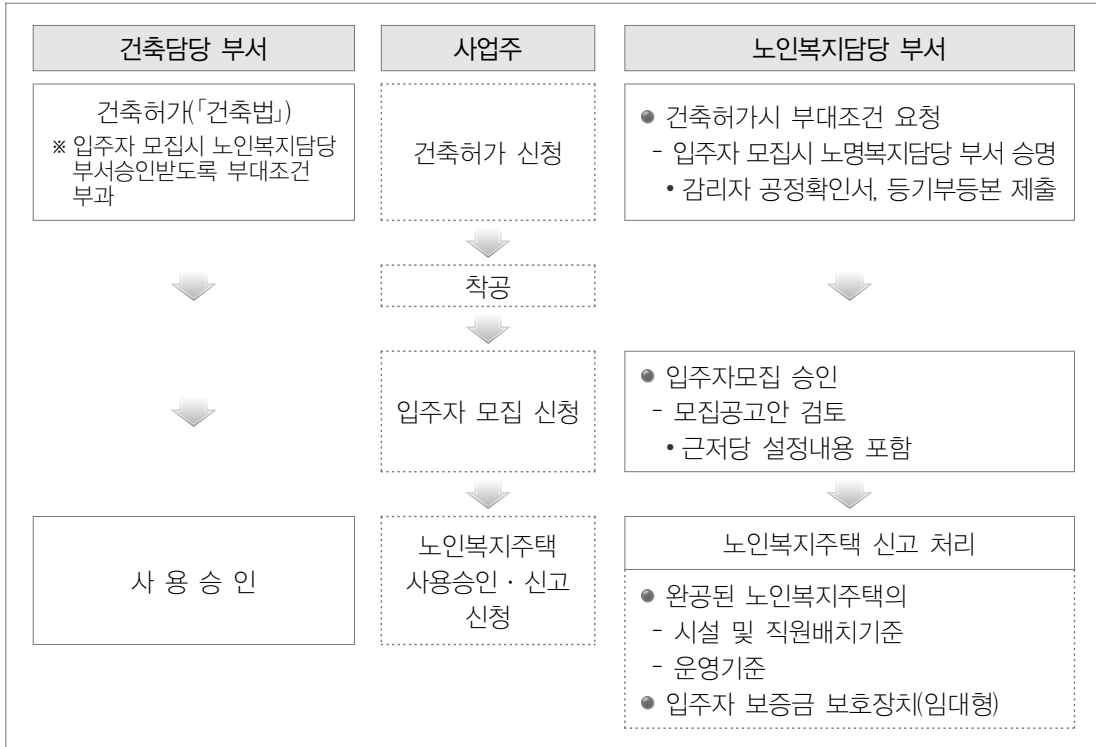 건축담당 부서
사업주
노인복지담당 부서
건축허가(「건축법」)
※ 입주자 모집시 노인복지담당
부서승인받도록 부대조건
부과
건축허가 신청
● 건축허가시 부대조건 요청
- 입주자 모집시 노명복지담당 부서 승명
• 감리자 공정확인서, 등기부등본 제출
착공
입주자 모집 신청
● 입주자모집 승인
- 모집공고안 검토
• 근저당 설정내용 포함
사 용 승 인
노인복지주택
사용승인 · 신고
신청
노인복지주택 신고 처리
● 완공된 노인복지주택의
- 시설 및 직원배치기준
- 운영기준
● 입주자 보증금 보호장치(임대형)